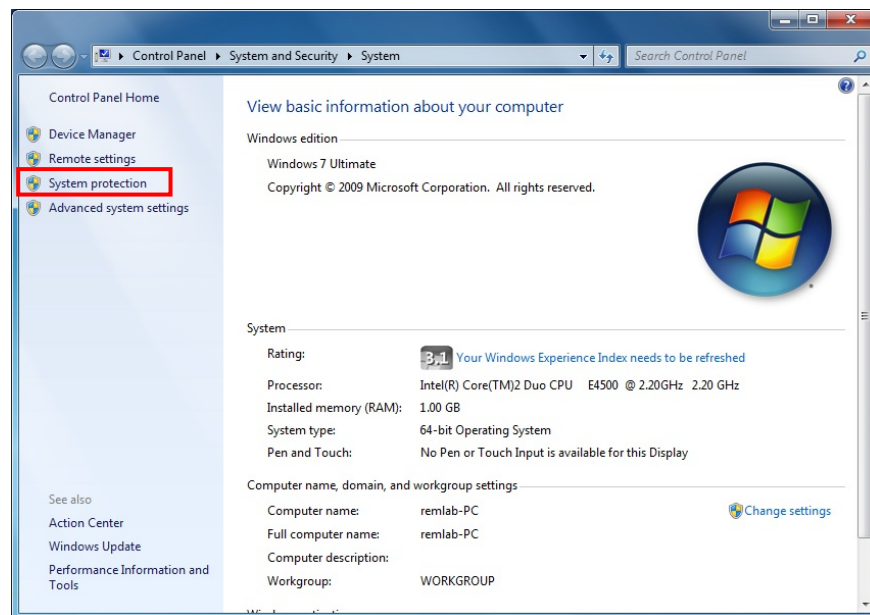 Control Panel ▸ System and Security ▸ System
Search Control Panel
Control Panel Home
Device Manager
Remote settings
System protection
Advanced system settings
See also
Action Center
Windows Update
Performance Information and
Tools
View basic information about your computer
Windows edition
Windows 7 Ultimate
Copyright © 2009 Microsoft Corporation. All rights reserved.
System
Rating: 3,1 Your Windows Experience Index needs to be refreshed
Processor: Intel(R) Core(TM)2 Duo CPU E4500 @ 2.20GHz 2.20 GHz
Installed memory (RAM): 1.00 GB
System type: 64-bit Operating System
Pen and Touch: No Pen or Touch Input is available for this Display
Computer name, domain, and workgroup settings
Computer name: remlab-PC Change settings
Full computer name: remlab-PC
Computer description:
Workgroup: WORKGROUP